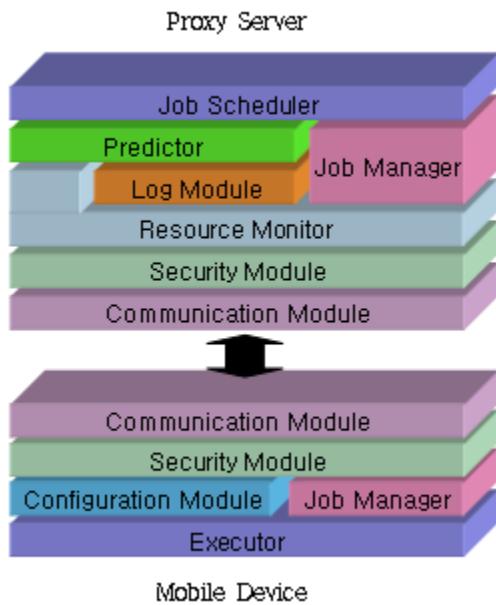 Proxy Server
Job Scheduler
Predictor
Job Manager
Log Module
Resource Monitor
Security Module
Communication Module
Communication Module
Security Module
Configuration Module
Job Manager
Executor
Mobile Device